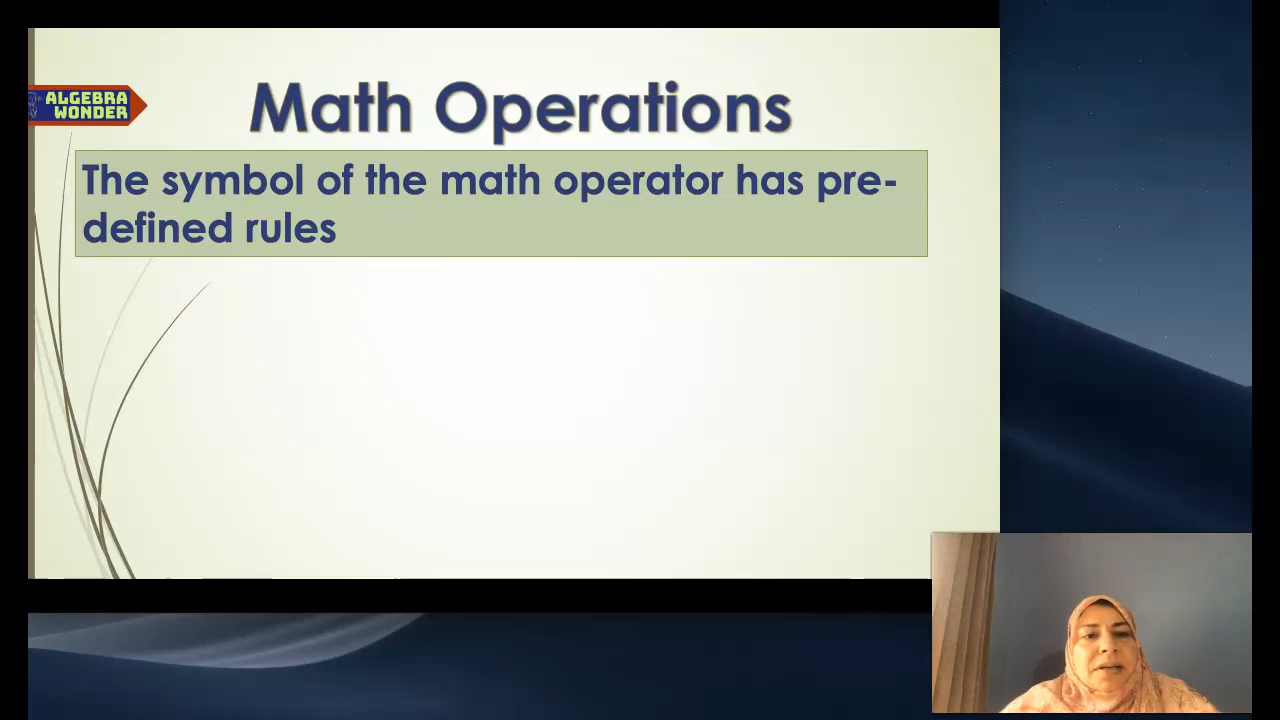 ALGEBRA
WONDER
Math Operations
The symbol of the math operator has pre-
defined rules